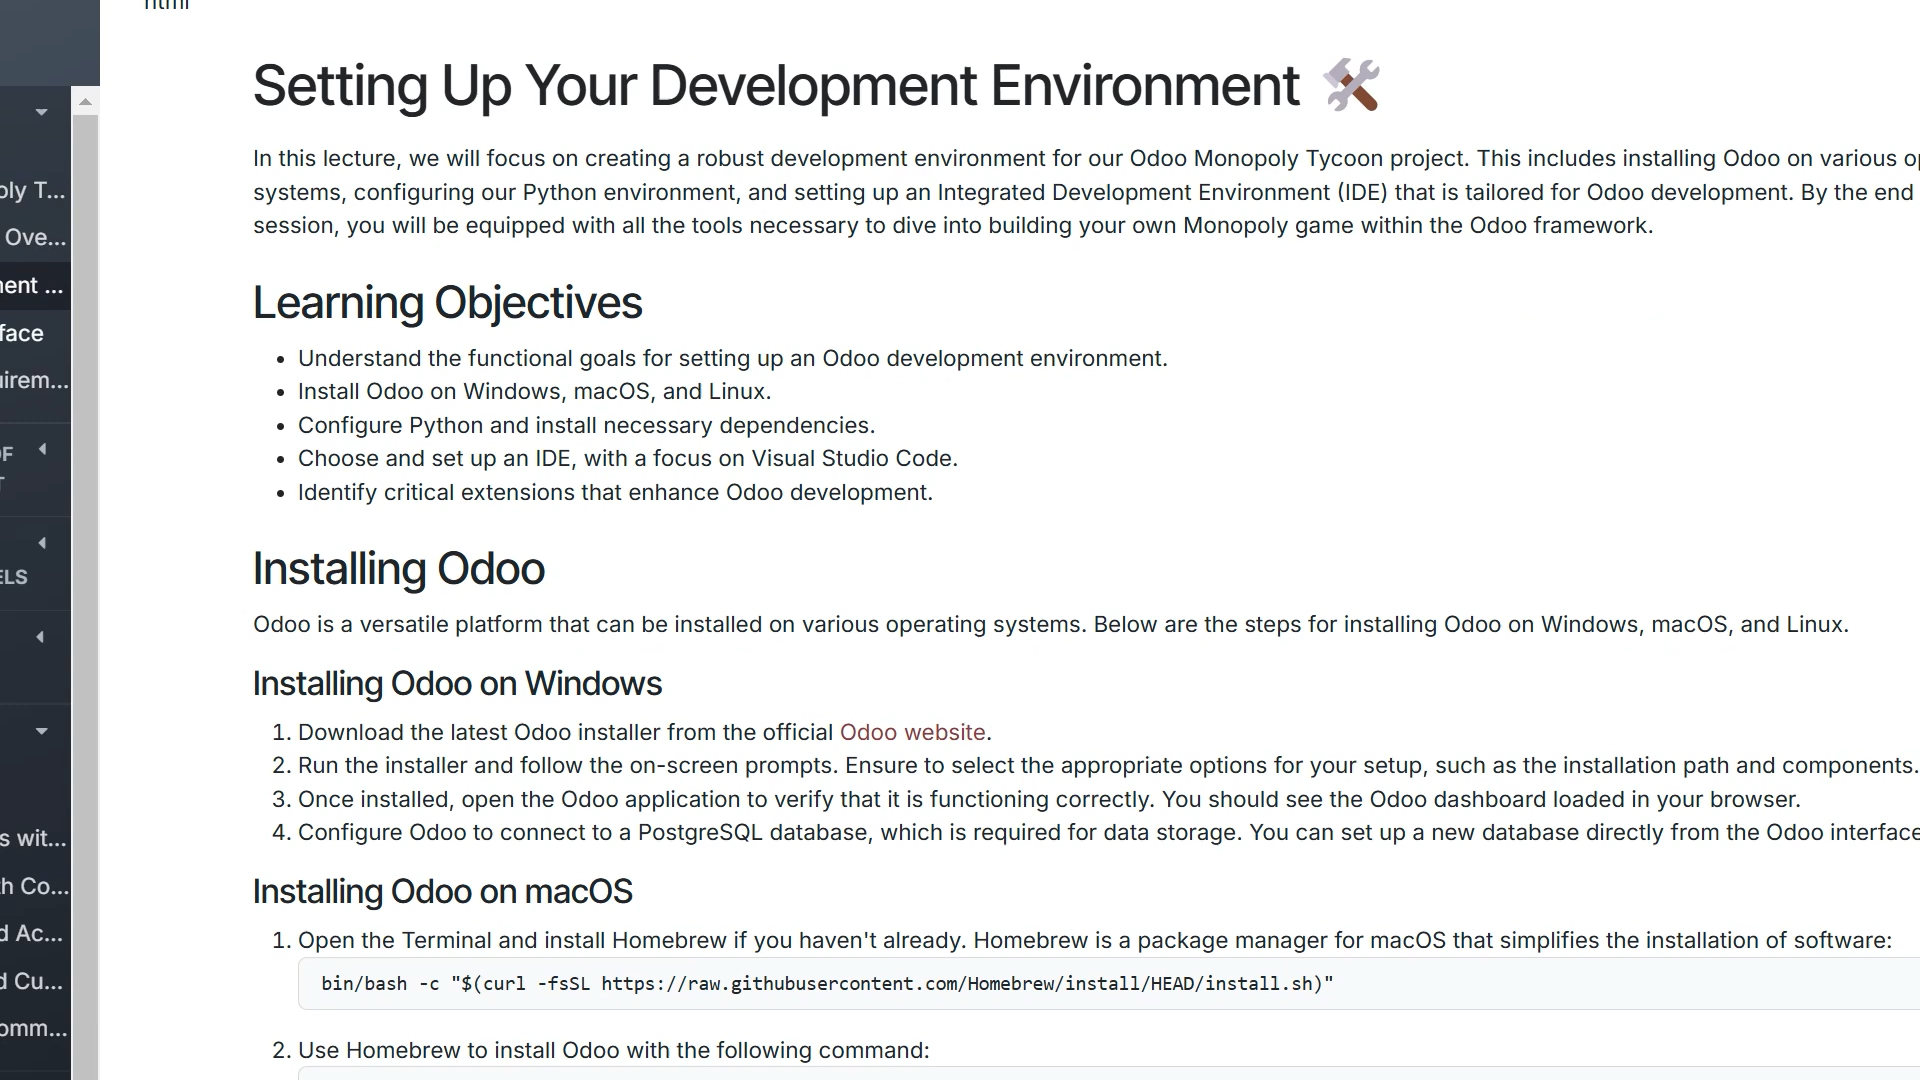 html
Setting Up Your Development Environment
In this lecture, we will focus on creating a robust development environment for our Odoo Monopoly Tycoon project. This includes installing Odoo on various
systems, configuring our Python environment, and setting up an Integrated Development Environment (IDE) that is tailored for Odoo development. By the end
session, you will be equipped with all the tools necessary to dive into building your own Monopoly game within the Odoo framework.
Learning Objectives
• Understand the functional goals for setting up an Odoo development environment.
• Install Odoo on Windows, macOS, and Linux.
• Configure Python and install necessary dependencies.
• Choose and set up an IDE, with a focus on Visual Studio Code.
• Identify critical extensions that enhance Odoo development.
Installing Odoo
Odoo is a versatile platform that can be installed on various operating systems. Below are the steps for installing Odoo on Windows, macOS, and Linux.
Installing Odoo on Windows
1. Download the latest Odoo installer from the official Odoo website.
2. Run the installer and follow the on-screen prompts. Ensure to select the appropriate options for your setup, such as the installation path and components.
3. Once installed, open the Odoo application to verify that it is functioning correctly. You should see the Odoo dashboard loaded in your browser.
4. Configure Odoo to connect to a PostgreSQL database, which is required for data storage. You can set up a new database directly from the Odoo interface
Installing Odoo on macOS
1. Open the Terminal and install Homebrew if you haven't already. Homebrew is a package manager for macOS that simplifies the installation of software:
bin/bash -c "$(curl -fsSL https://raw.githubusercontent.com/Homebrew/install/HEAD/install.sh)"
2. Use Homebrew to install Odoo with the following command:
oly T...
Ove...
ent ...
face
irem...
OF
T
ELS
s wit...
h Co...
d Ac...
d Cu...
omm...